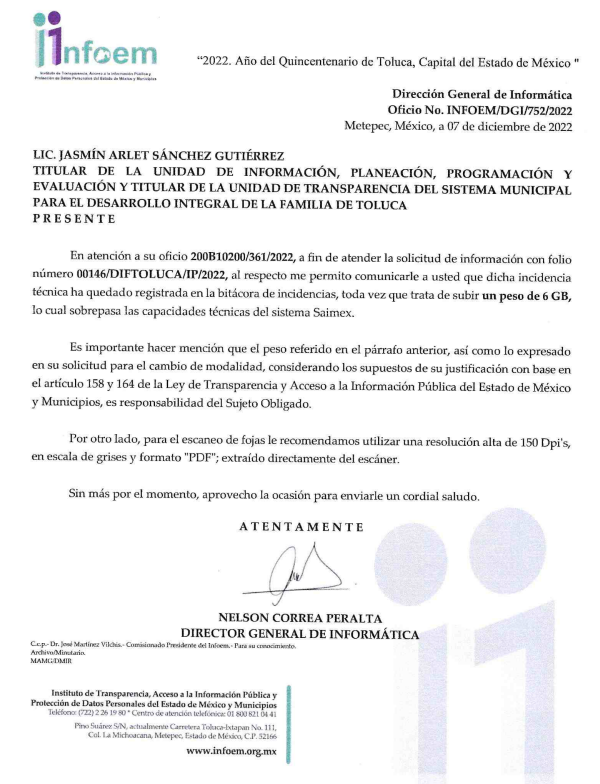 infoem
Instituto de Transparencia, Acceso a la Información Pública y
Protección de Datos Personales del Estado de México y Municipios
“2022. Año del Quincentenario de Toluca, Capital del Estado de México "
Dirección General de Informática
Oficio No. INFOEM/DGI/752/2022
Metepec, México, a 07 de diciembre de 2022
LIC. JASMÍN ARLET SÁNCHEZ GUTIÉRREZ
TITULAR DE LA UNIDAD DE INFORMACIÓN, PLANEACIÓN, PROGRAMACIÓN Y
EVALUACIÓN Y TITULAR DE LA UNIDAD DE TRANSPARENCIA DEL SISTEMA MUNICIPAL
PARA EL DESARROLLO INTEGRAL DE LA FAMILIA DE TOLUCA
P R E S E N T E
En atención a su oficio 200B10200/361/2022, a fin de atender la solicitud de información con folio
número 00146/DIFTOLUCA/IP/2022, al respecto me permito comunicarle a usted que dicha incidencia
técnica ha quedado registrada en la bitácora de incidencias, toda vez que trata de subir un peso de 6 GB,
lo cual sobrepasa las capacidades técnicas del sistema Saimex.
Es importante hacer mención que el peso referido en el párrafo anterior, así como lo expresado
en su solicitud para el cambio de modalidad, considerando los supuestos de su justificación con base en
el artículo 158 y 164 de la Ley de Transparencia y Acceso a la Información Pública del Estado de México
y Municipios, es responsabilidad del Sujeto Obligado.
Por otro lado, para el escaneo de fojas le recomendamos utilizar una resolución alta de 150 Dpi's,
en escala de grises y formato "PDF"; extraído directamente del escáner.
Sin más por el momento, aprovecho la ocasión para enviarle un cordial saludo.
A T E N T A M E N T E
NELSON CORREA PERALTA
DIRECTOR GENERAL DE INFORMÁTICA
C.c.p.- Dr. José Martínez Vilchis.- Comisionado Presidente del Infoem.- Para su conocimiento.
Archivo/Minutario.
MAMG/DMIR
Instituto de Transparencia, Acceso a la Información Pública y
Protección de Datos Personales del Estado de México y Municipios
Teléfono: (722) 2 26 19 80 * Centro de atención telefónica: 01 800 821 04 41
Pino Suárez S/N, actualmente Carretera Toluca-Ixtapan No. 111,
Col. La Michoacana, Metepec, Estado de México, C.P. 52166
www.infoem.org.mx